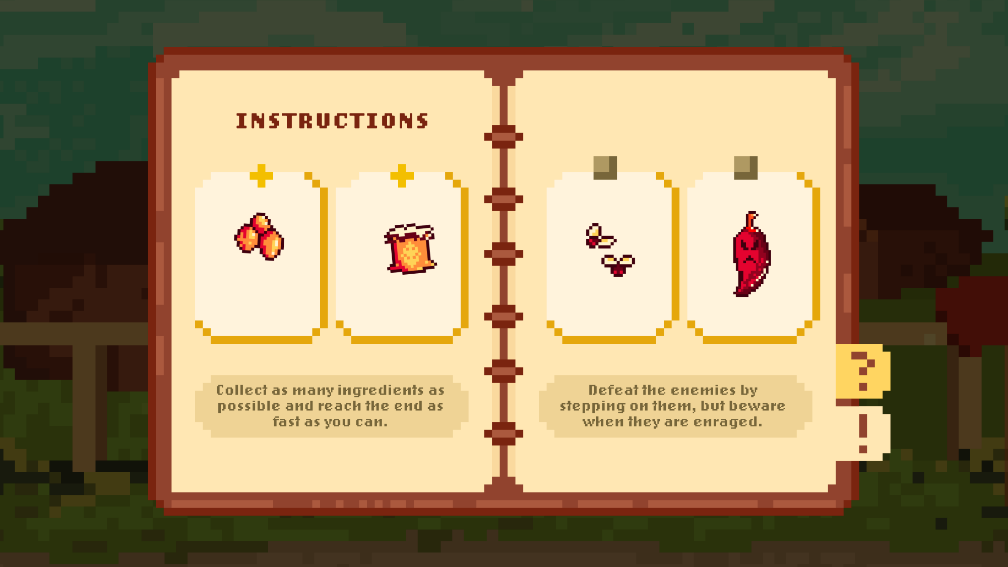 INSTRUCTIONS
Collect as many ingredients as
possible and reach the end as
fast as you can.
Defeat the enemies by
stepping on them, but beware
when they are enraged.
?
!